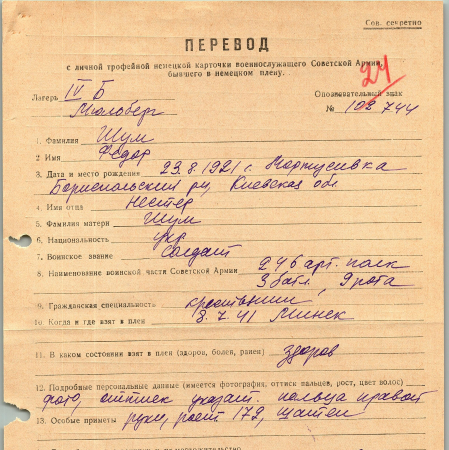 Сов. секретно
ПЕРЕВОД
с личной трофейной немецкой карточки военнослужащего Советской Армии,
бывшего в немецком плену.
24
Лагерь IV Б
Опознавательный знак
Мюльберг
№ 102744
1. Фамилия Шум
2 Имя Федор
3. Дата и место рождения 23.8.1921 г.
Бориспольский р-н, Киевская обл
4. Имя отца Нестер
5. Фамилия матери Шум
6. Национальность укр
7. Воинское звание солдат
8. Наименование воинской части Советской Армии 246 арт. полк
3 бат., 9 рота
9. Гражданская специальность крестьянин
10. Когда и где взят в плен 8.7.41 Минск
11. В каком состоянии взят в плен (здоров, болен, ранен) здоров
12. Подробные персональные данные (имеется фотография, оттиск пальцев, рост, цвет волос)
фото, оттиск указат. пальца правой
13. Особые приметы руки, рост 172, шатен